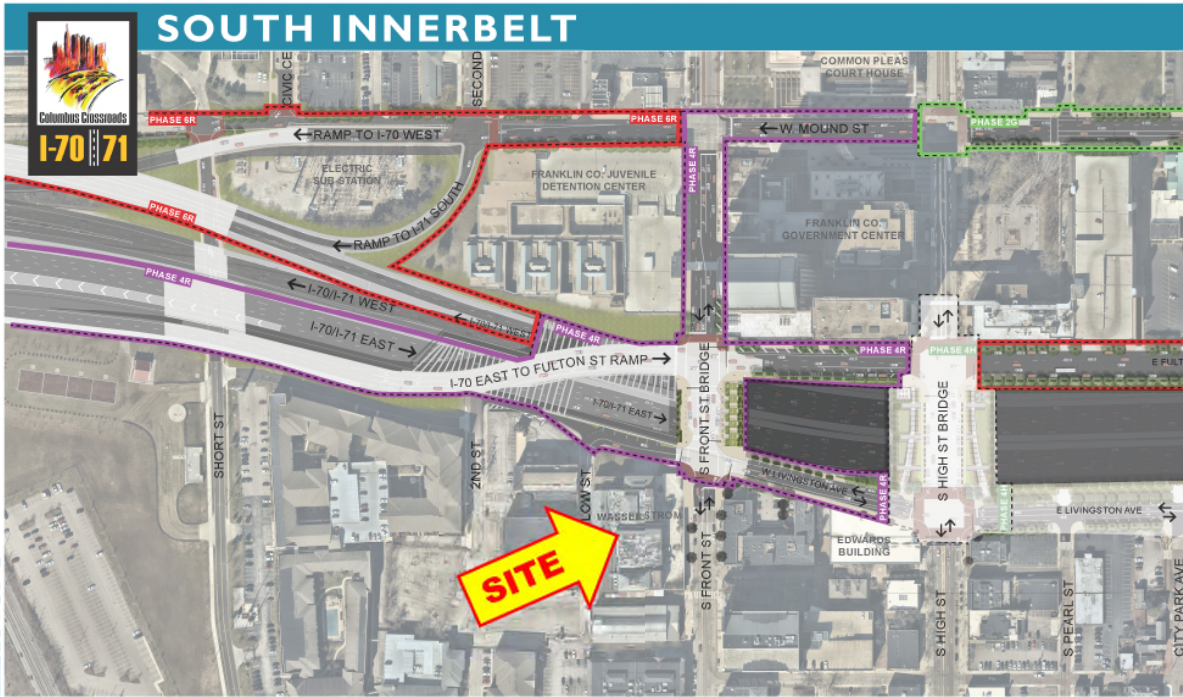 SOUTH INNERBELT
Columbus Crossroads
I-70 71
CIVIC CE
SECOND
COMMON PLEAS
COURT HOUSE
PHASE 6R
RAMP TO I-70 WEST
PHASE 6R
W. MOUND ST
PHASE 2G
ELECTRIC
SUB-STATION
FRANKLIN CO. JUVENILE
DETENTION CENTER
PHASE 4R
PHASE 6R
RAMP TO I-71 SOUTH
FRANKLIN CO.
GOVERNMENT CENTER
PHASE 4R
I-70/I-71 WEST
I-70/I-71 WEST
I-70/I-71 EAST
PHASE 4R
PHASE 4R
PHASE 4H
E FULT
I-70 EAST TO FULTON ST RAMP
I-70/I-71 EAST
S FRONT ST BRIDGE
S HIGH ST BRIDGE
SHORT ST
2ND ST
LOW ST
W LIVINGSTON AVE
PHASE 4R
PHASE 4H
E LIVINGSTON AVE
WASSERSTROM
EDWARDS
BUILDING
SITE
S FRONT ST
S HIGH ST
S PEARL ST
CITY PARK AVE